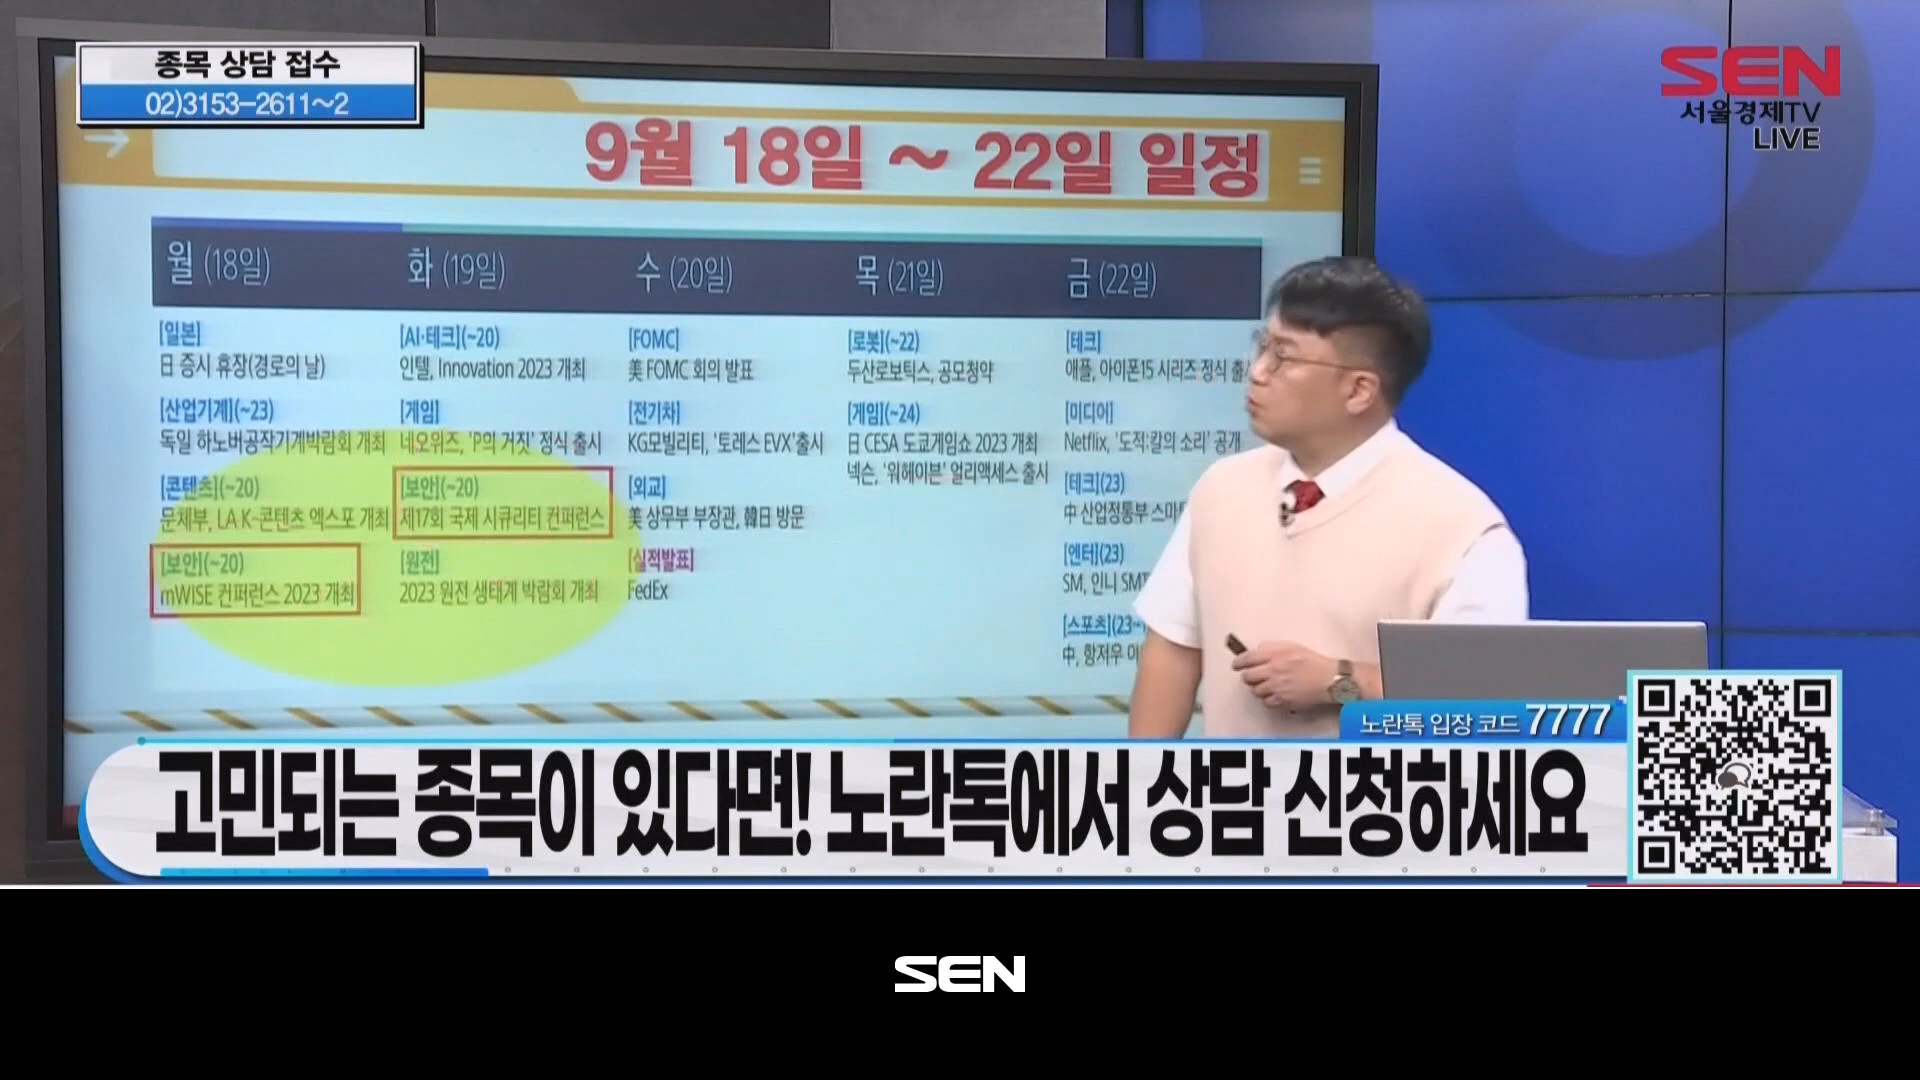 종목 상담 접수
02)3153-2611~2
SEN
서울경제TV
LIVE
9월 18일 ~ 22일 일정
월 (18일)
화 (19일)
수 (20일)
목 (21일)
금 (22일)
[일본]
日 증시 휴장(경로의 날)
[산업기계](~23)
독일 하노버공작기계박람회 개최
[콘텐츠](~20)
문체부, LA K-콘텐츠 엑스포 개최
[보안](~20)
mWISE 컨퍼런스 2023 개최
[AI·테크](~20)
인텔, Innovation 2023 개최
[게임]
네오위즈, 'P의 거짓' 정식 출시
[보안](~20)
제17회 국제 시큐리티 컨퍼런스
[원전]
2023 원전 생태계 박람회 개최
[FOMC]
美 FOMC 회의 발표
[전기차]
KG모빌리티, '토레스 EVX'출시
[외교]
美 상무부 부장관, 韓日 방문
[실적발표]
FedEx
[로봇](~22)
두산로보틱스, 공모청약
[게임](~24)
日 CESA 도쿄게임쇼 2023 개최
넥슨, '워헤이븐' 얼리액세스 출시
[테크]
애플, 아이폰15 시리즈 정식
[미디어]
Netflix, '도적:칼의 소리' 공개
[테크](23)
中 산업정통부
[엔터](23)
SM, 인니
[스포츠](23~
中, 항저우
노란톡 입장 코드 7777
고민되는 종목이 있다면! 노란톡에서 상담 신청하세요
SEN